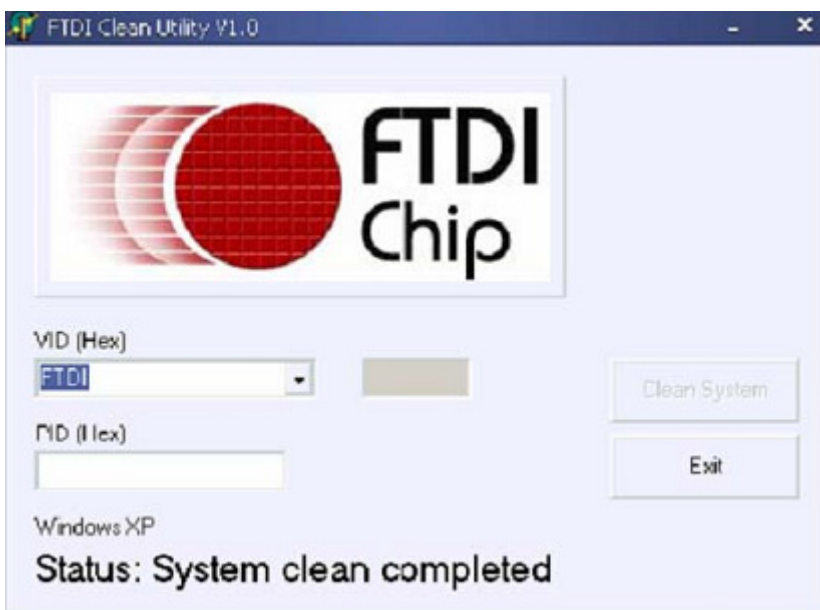 FTDI Clean Utility V1.0
FTDI
Chip
VID (Hex)
FTDI
Clean System
PID (Hex)
Exit
Windows XP
Status: System clean completed